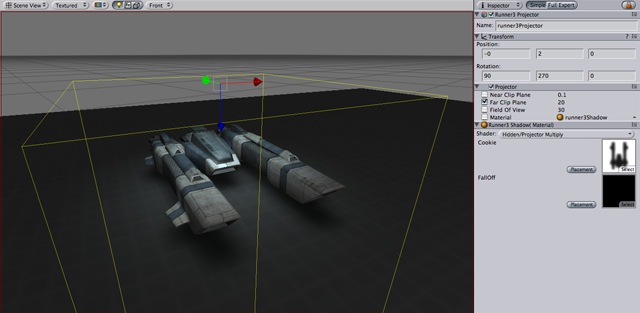 Scene View
Textured
Front
Inspector
Simple Full Expert
Runner3 Projector
Name: runner3Projector
Transform
Position:
-0 2 0
Rotation:
90 270 0
Projector
Near Clip Plane 0.1
Far Clip Plane 20
Field Of View 30
Material runner3Shadow
Runner3 Shadow( Material)
Shader: Hidden/Projector Multiply
Cookie
Placement Select
FallOff
Placement Select